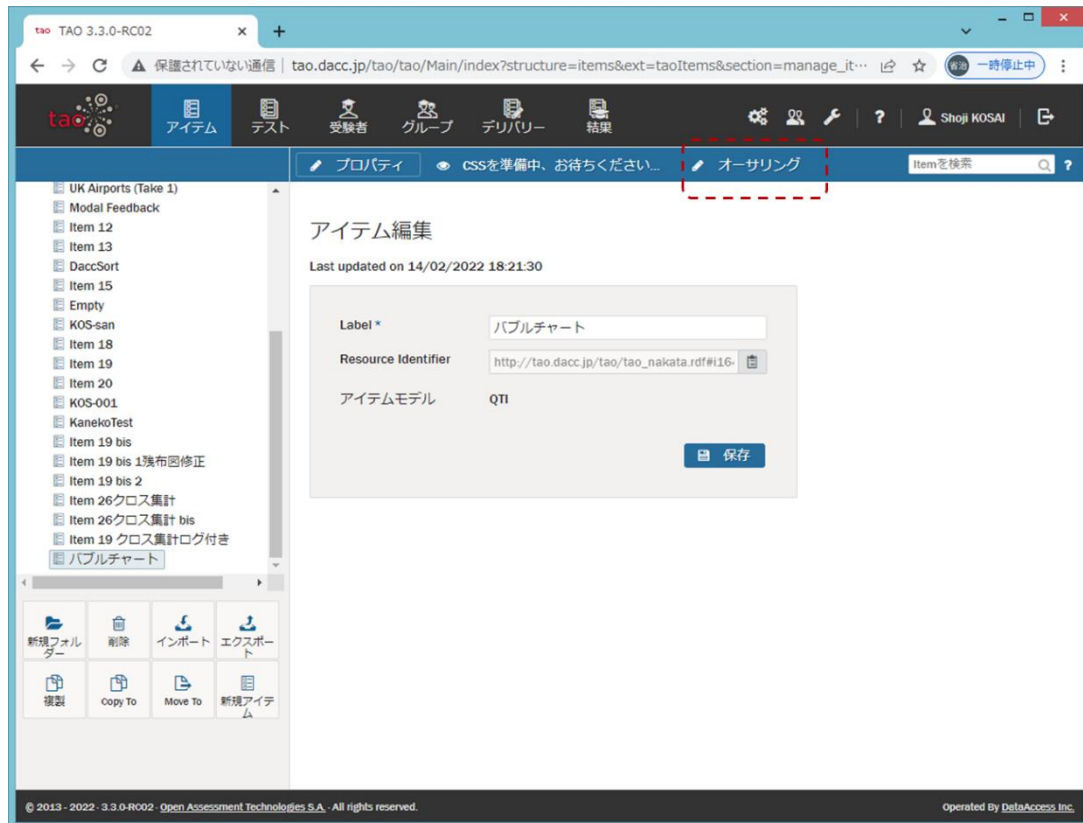 tao TAO 3.3.0-RC02
保護されていない通信 | tao.dacc.jp/tao/tao/Main/index?structure=items&ext=taoItems&section=manage_it… 省治 一時停止中
tao アイテム テスト 受験者 グループ デリバリー 結果 ? Shoji KOSAI
プロパティ CSSを準備中、お待ちください... オーサリング Itemを検索 ?
UK Airports (Take 1)
Modal Feedback
Item 12
Item 13
DaccSort
Item 15
Empty
KOS-san
Item 18
Item 19
Item 20
KOS-001
KanekoTest
Item 19 bis
Item 19 bis 1残布図修正
Item 19 bis 2
Item 26クロス集計
Item 26クロス集計 bis
Item 19 クロス集計ログ付き
バブルチャート
新規フォルダー 削除 インポート エクスポート
複製 Copy To Move To 新規アイテム
アイテム編集
Last updated on 14/02/2022 18:21:30
Label * バブルチャート
Resource Identifier http://tao.dacc.jp/tao/tao_nakata.rdf#i16-
アイテムモデル QTI
保存
© 2013 - 2022 · 3.3.0-RC02 · Open Assessment Technologies S.A. · All rights reserved. Operated By DataAccess Inc.